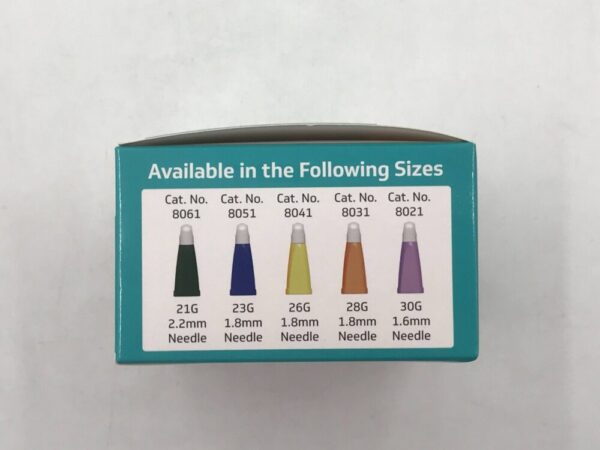 Available in the Following Sizes
Cat. No. Cat. No. Cat. No. Cat. No. Cat. No.
8061 8051 8041 8031 8021
21G 23G 26G 28G 30G
2.2mm 1.8mm 1.8mm 1.8mm 1.6mm
Needle Needle Needle Needle Needle